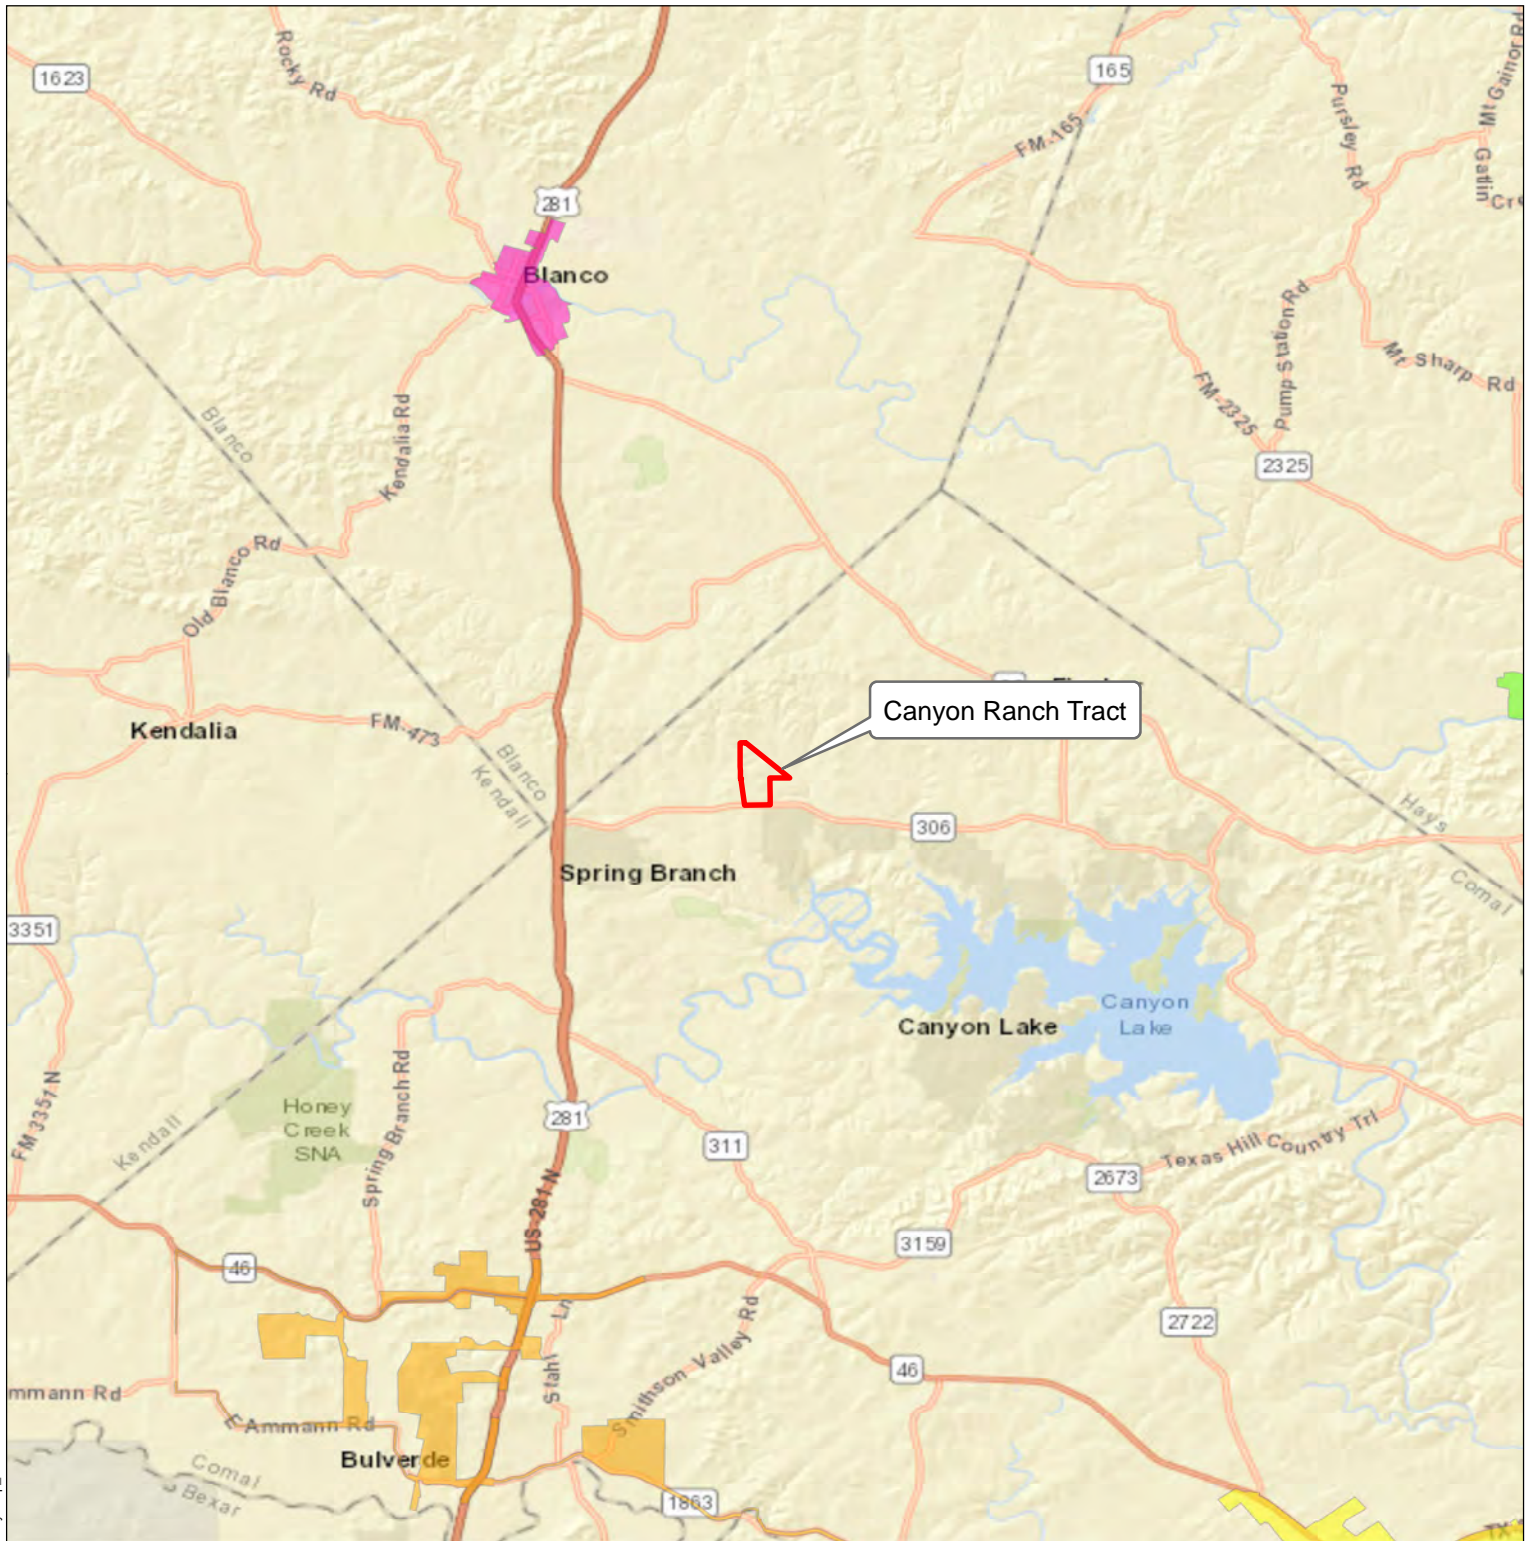 1623
Rocky Rd
165
FM-165
Pursley Rd
Mt Gainor Rd
Gatlin
281
Blanco
Pump Station Rd
Mt Sharp Rd
FM-2325
2325
Blanco
Kendalia Rd
Old Blanco Rd
Kendalia
FM-473
Blanco
Kendall
Canyon Ranch Tract
306
Hays
Comal
Spring Branch
3351
Canyon
Lake
Canyon Lake
FM 3351 N
Kendall
Honey
Creek
SNA
Spring Branch Rd
281
311
US-281 N
Texas Hill Country Trl
2673
3159
46
2722
Stahl Ln
Smithson Valley Rd
46
mmann Rd
E Ammann Rd
Bulverde
Comal
Bexar
1863